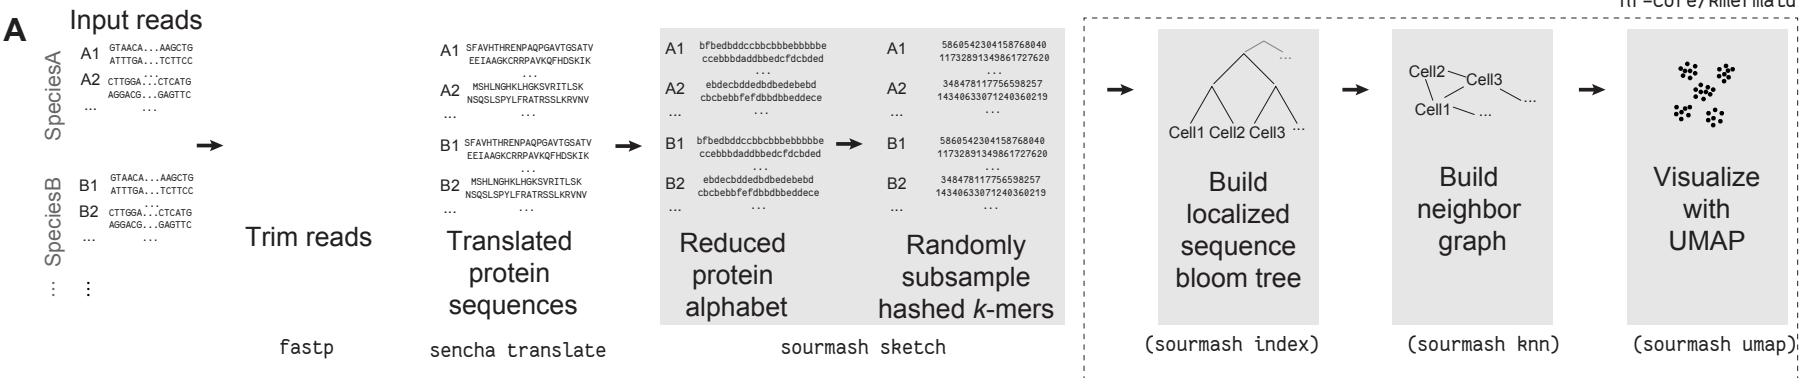 A
Input reads
SpeciesA
A1
GTAACA...AAGCTG
ATTTGA...TCTTCC
...
A2
CTTGGA...CTCATG
AGGACG...GAGTTC
...
...
SpeciesB
B1
GTAACA...AAGCTG
ATTTGA...TCTTCC
...
B2
CTTGGA...CTCATG
AGGACG...GAGTTC
...
...
...
...
Trim reads
fastp
A1
SFAVHTHRENPAQPGAVTGSATV
EEIAAGKCRRPAVKQFHDSKIK
...
A2
MSHLNGHKLHGKSVRITLSK
NSQSLSPYLFRATRSSLKRVNV
...
...
B1
SFAVHTHRENPAQPGAVTGSATV
EEIAAGKCRRPAVKQFHDSKIK
...
B2
MSHLNGHKLHGKSVRITLSK
NSQSLSPYLFRATRSSLKRVNV
...
...
Translated
protein
sequences
sencha translate
A1
bfbedbddccbbcbbbebbbbbe
ccebbbdaddbbedcfdcbded
...
A2
ebdecbddedbdbedebebd
cbcbebbfefdbbdbbeddece
...
...
B1
bfbedbddccbbcbbbebbbbbe
ccebbbdaddbbedcfdcbded
...
B2
ebdecbddedbdbedebebd
cbcbebbfefdbbdbbeddece
...
...
Reduced
protein
alphabet
A1
5860542304158768040
11732891349861727620
...
A2
348478117756598257
14340633071240360219
...
...
B1
5860542304158768040
11732891349861727620
...
B2
348478117756598257
14340633071240360219
...
...
Randomly
subsample
hashed k-mers
sourmash sketch
...
Cell1 Cell2 Cell3 ...
Build
localized
sequence
bloom tree
(sourmash index)
Cell2
Cell3
Cell1
...
...
Build
neighbor
graph
(sourmash knn)
Visualize
with
UMAP
(sourmash umap)